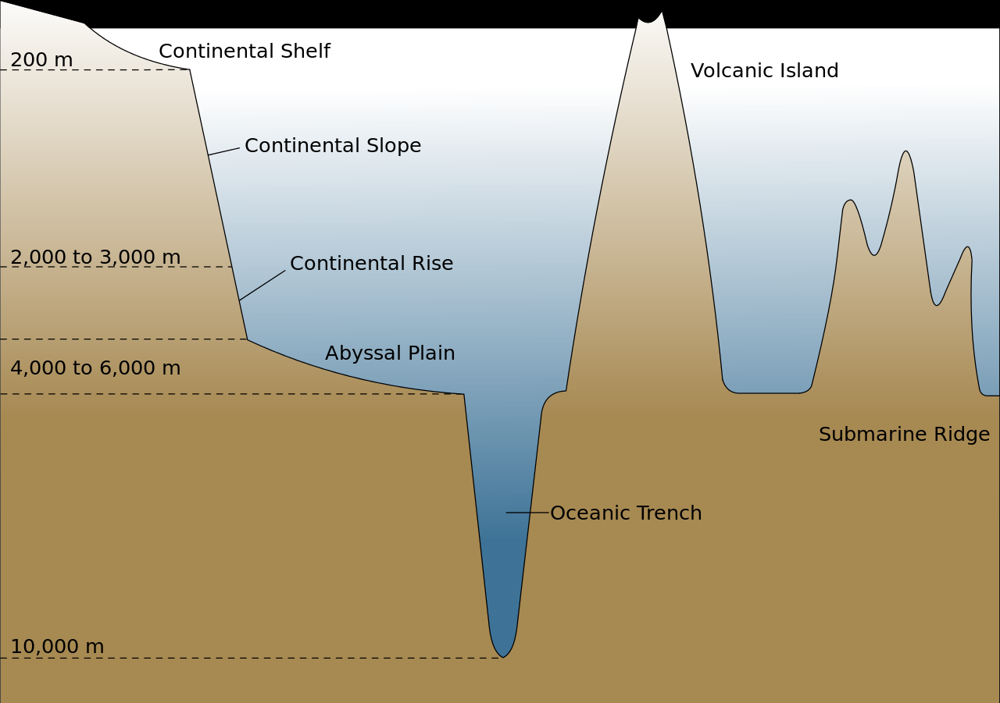 Continental Shelf
200 m
Volcanic Island
Continental Slope
2,000 to 3,000 m
Continental Rise
Abyssal Plain
4,000 to 6,000 m
Submarine Ridge
Oceanic Trench
10,000 m